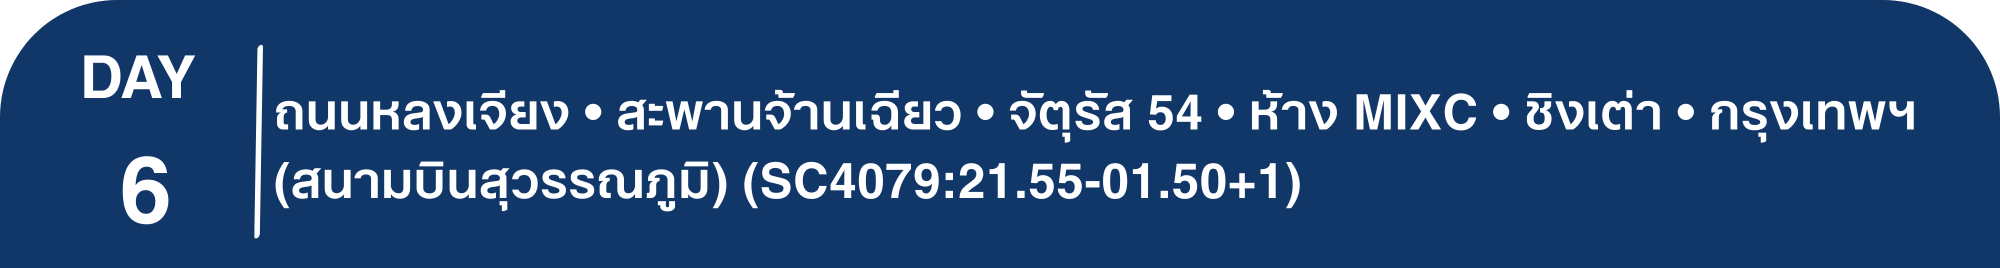 DAY
6
ถนนหลงเจียง • สะพานจ้านเฉียว • จัตุรัส 54 • ห้าง MIXC • ชิงเต่า • กรุงเทพฯ
(สนามบินสุวรรณภูมิ) (SC4079:21.55-01.50+1)